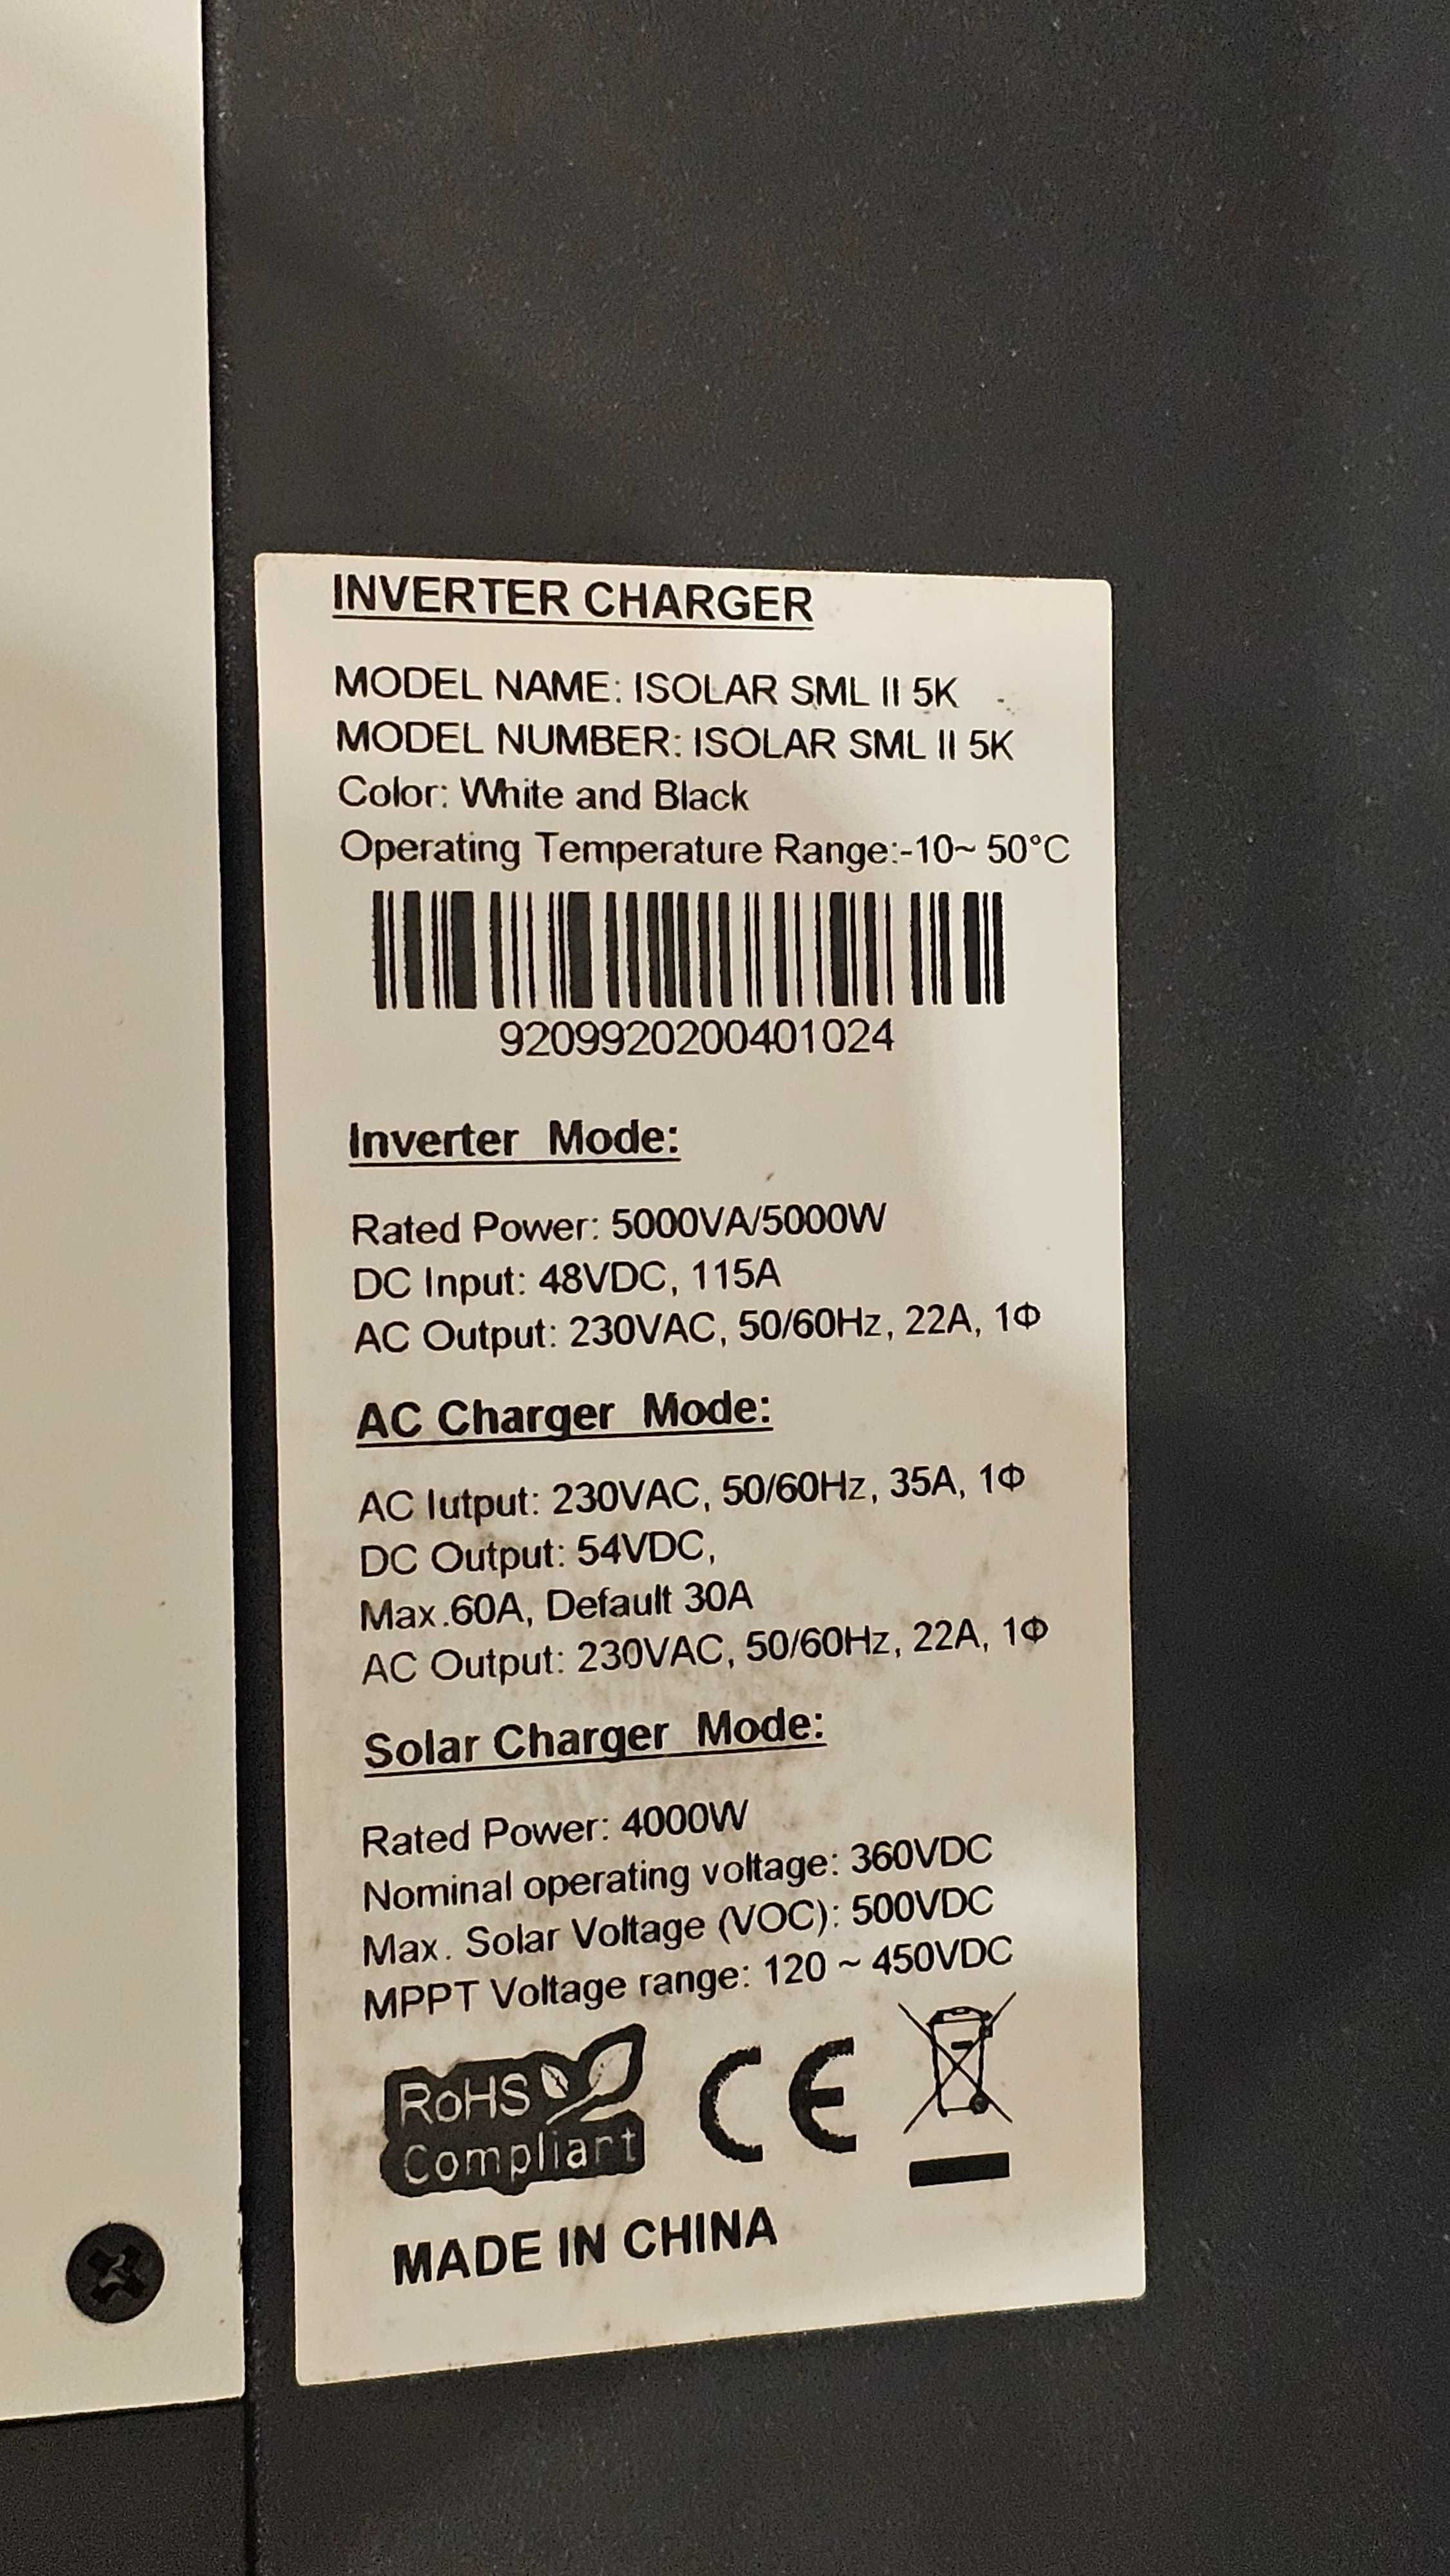 INVERTER CHARGER
MODEL NAME: ISOLAR SML II 5K
MODEL NUMBER: ISOLAR SML II 5K
Color: White and Black
Operating Temperature Range:-10~ 50°C
9209920200401024
Inverter Mode:
Rated Power: 5000VA/5000W
DC Input: 48VDC, 115A
AC Output: 230VAC, 50/60Hz, 22A, 1Φ
AC Charger Mode:
AC Iutput: 230VAC, 50/60Hz, 35A, 1Φ
DC Output: 54VDC,
Max.60A, Default 30A
AC Output: 230VAC, 50/60Hz, 22A, 1Φ
Solar Charger Mode:
Rated Power: 4000W
Nominal operating voltage: 360VDC
Max. Solar Voltage (VOC): 500VDC
MPPT Voltage range: 120 ~ 450VDC
RoHS
Compliant
CE
MADE IN CHINA